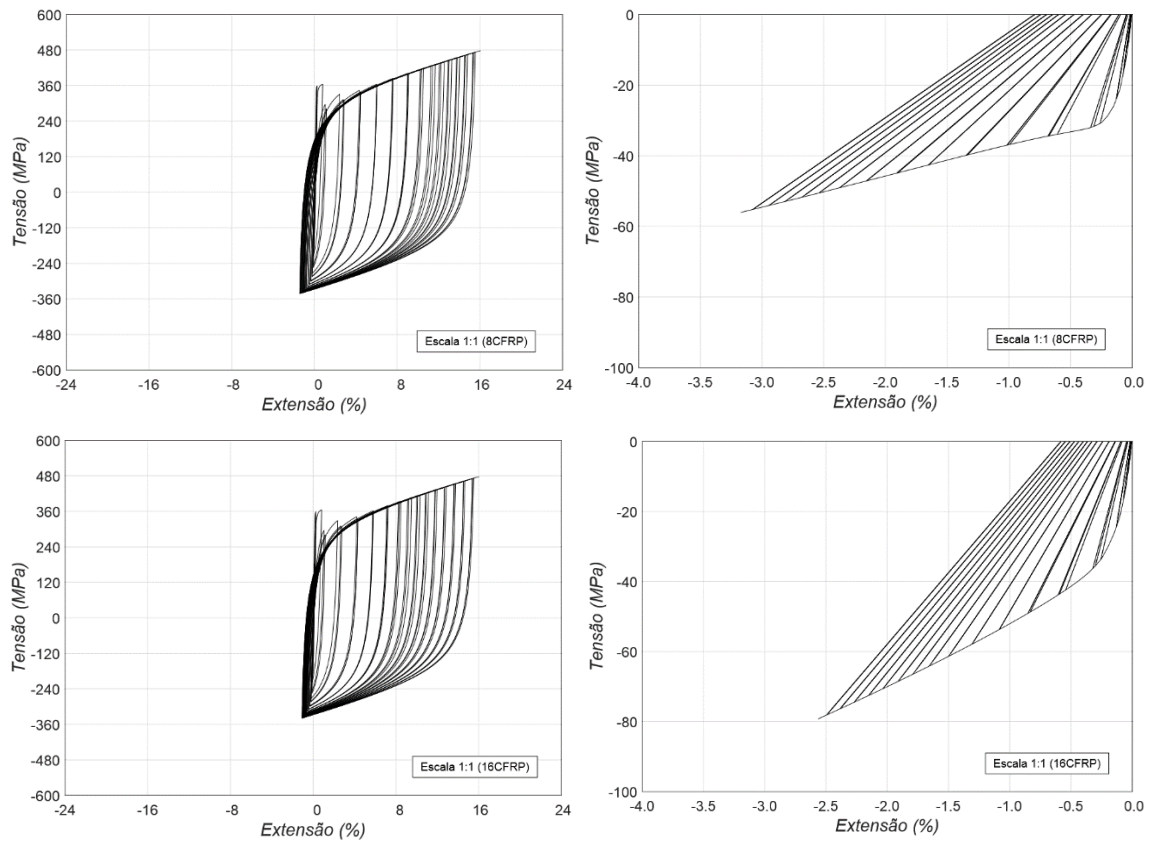 600
480
360
240
120
0
-120
-240
-360
-480
-600
Tensão (MPa)
-24 -16 -8 0 8 16 24
Extensão (%)
Escala 1:1 (8CFRP)
0
-20
-40
-60
-80
-100
Tensão (MPa)
-4.0 -3.5 -3.0 -2.5 -2.0 -1.5 -1.0 -0.5 0.0
Extensão (%)
Escala 1:1 (8CFRP)
600
480
360
240
120
0
-120
-240
-360
-480
-600
Tensão (MPa)
-24 -16 -8 0 8 16 24
Extensão (%)
Escala 1:1 (16CFRP)
0
-20
-40
-60
-80
-100
Tensão (MPa)
-4.0 -3.5 -3.0 -2.5 -2.0 -1.5 -1.0 -0.5 0.0
Extensão (%)
Escala 1:1 (16CFRP)